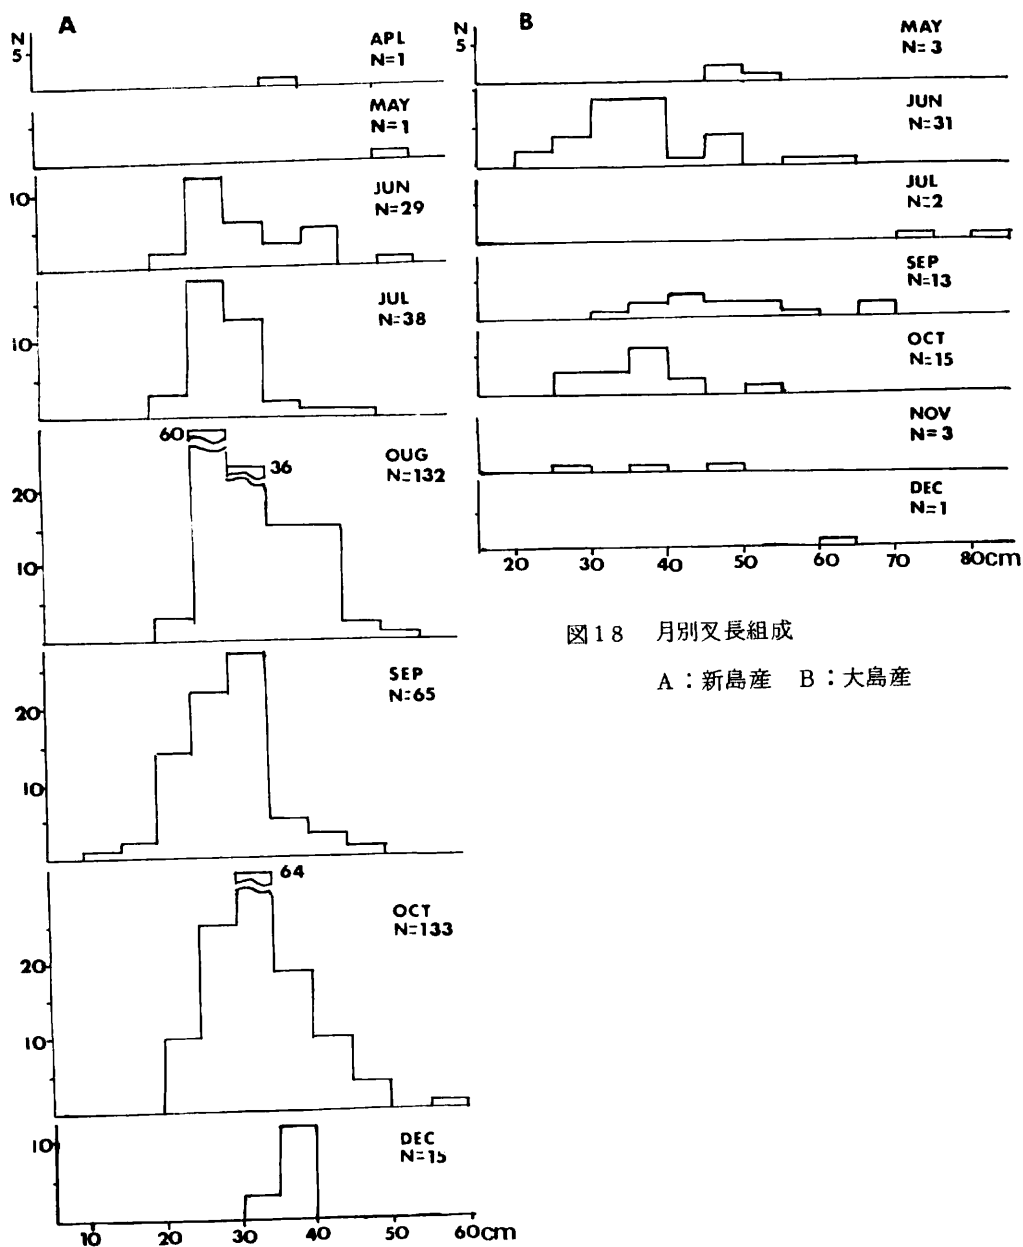 A
N
5
APL
N=1
MAY
N=1
10
JUN
N=29
10
JUL
N=38
60
36
20
10
OUG
N=132
20
10
SEP
N=65
64
20
10
OCT
N=133
10
DEC
N=15
10 20 30 40 50 60cm
B
N
5
MAY
N=3
JUN
N=31
JUL
N=2
SEP
N=13
OCT
N=15
NOV
N=3
DEC
N=1
20 30 40 50 60 70 80cm
図18 月別叉長組成
A:新島産 B:大島産